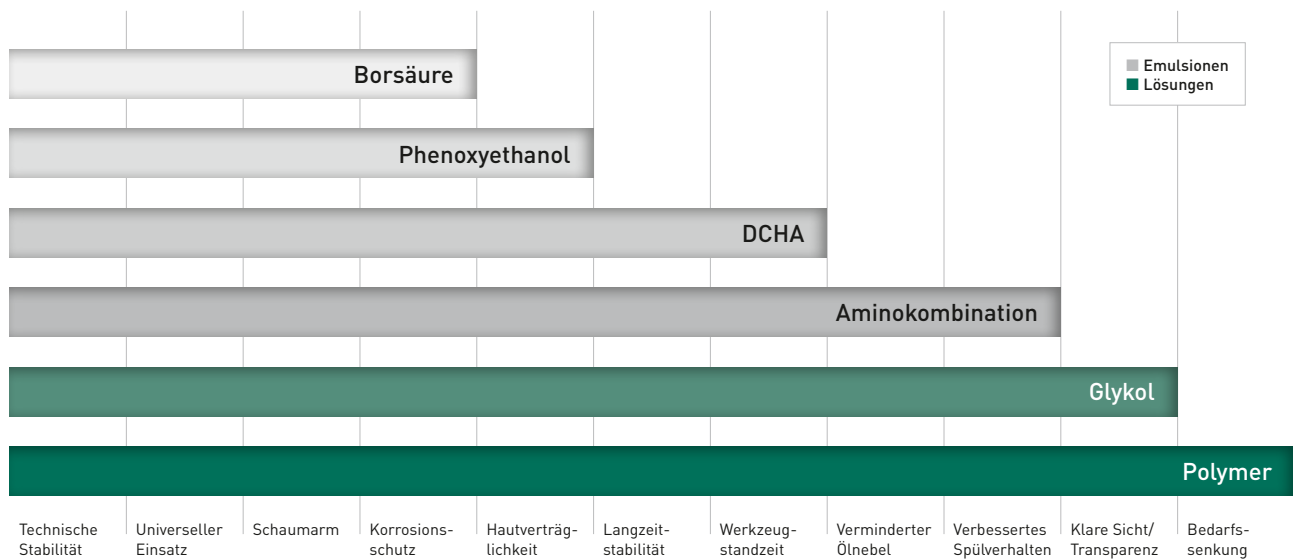 Borsäure
Emulsionen
Lösungen
Phenoxyethanol
DCHA
Aminokombination
Glykol
Polymer
Technische
Stabilität
Universeller
Einsatz
Schaumarm
Korrosions-
schutz
Hautverträg-
lichkeit
Langzeit-
stabilität
Werkzeug-
standzeit
Verminderter
Ölnebel
Verbessertes
Spülverhalten
Klare Sicht/
Transparenz
Bedarfs-
senkung